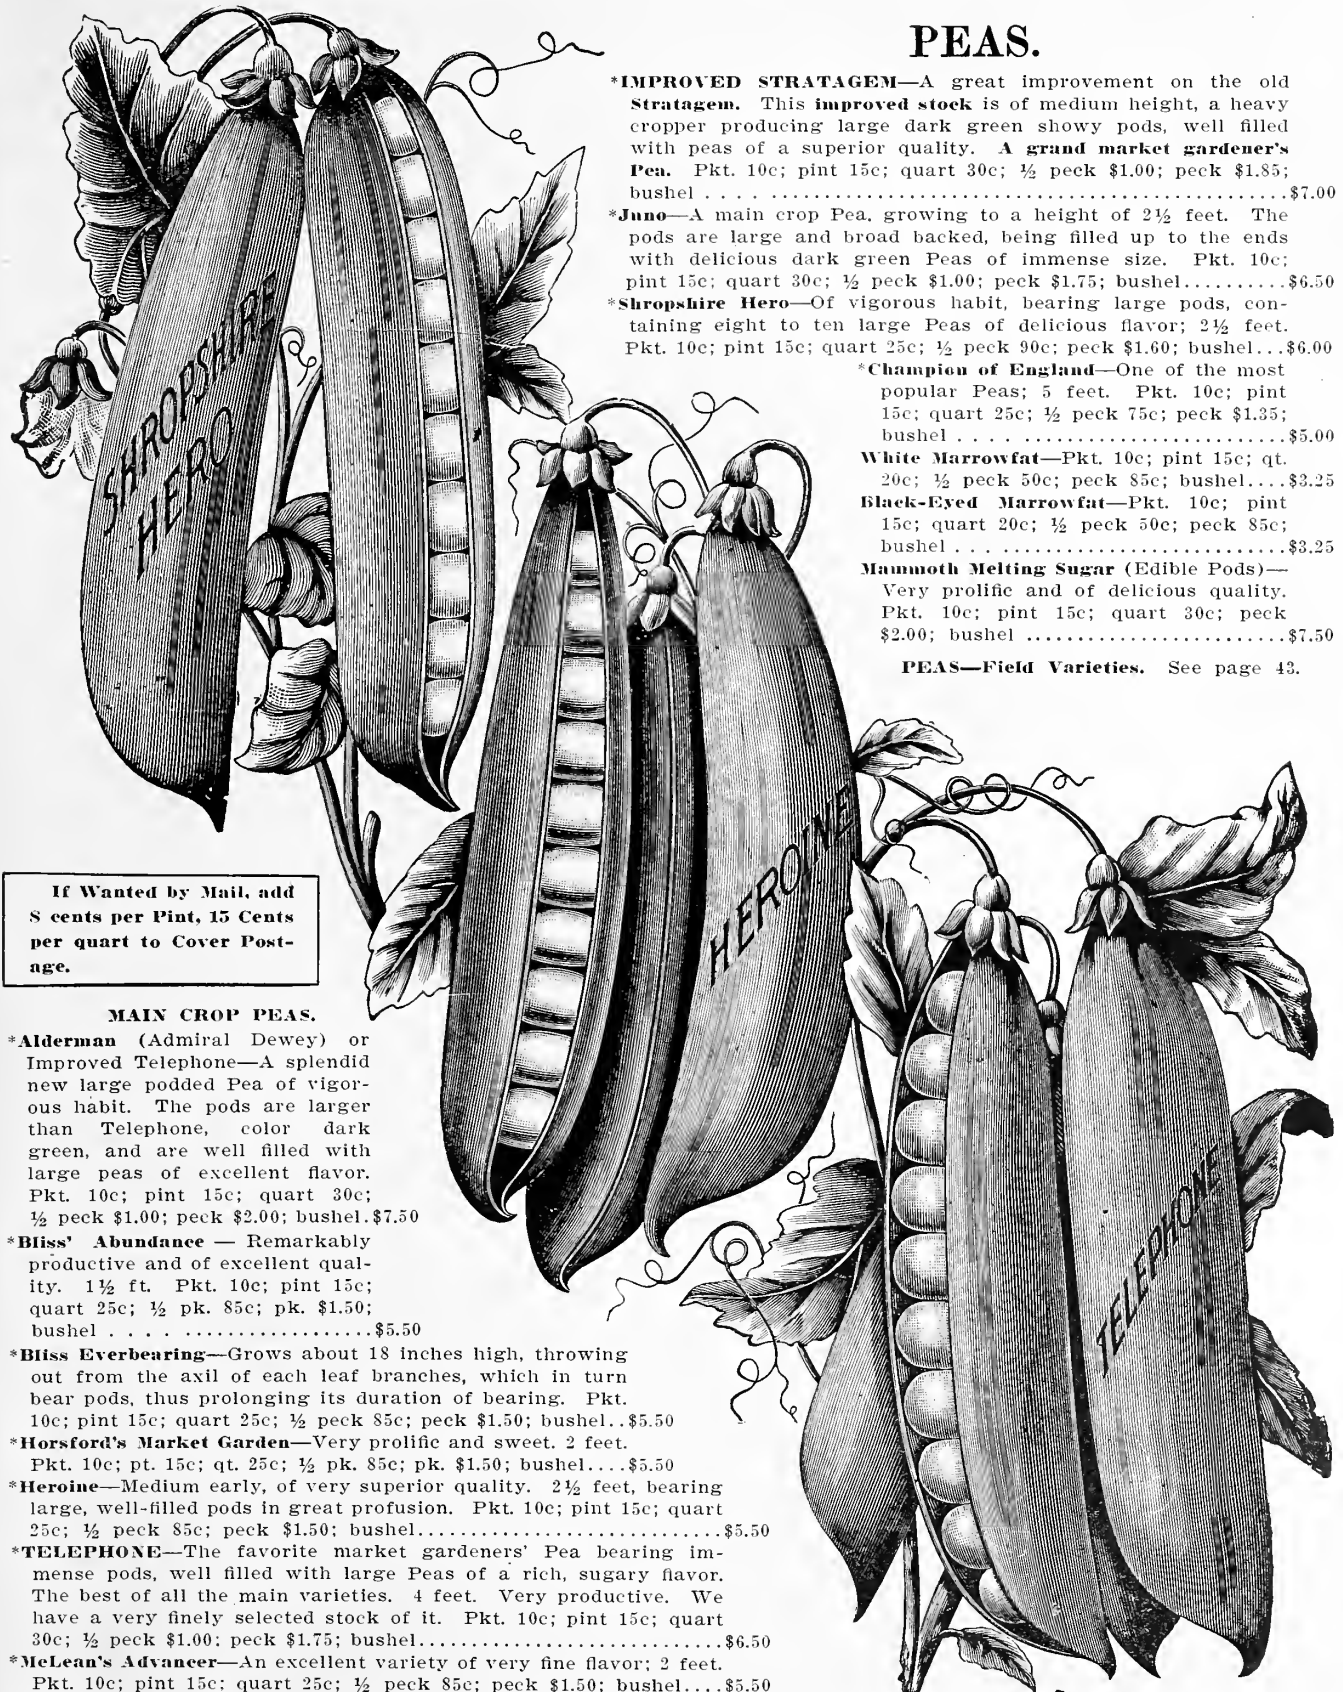 PEAS.
*IMPROVED STRATAGEM—A great improvement on the old
Stratagem. This improved stock is of medium height, a heavy
cropper producing large dark green showy pods, well filled
with peas of a superior quality. A grand market gardener's
Pea. Pkt. 10c; pint 15c; quart 30c; ½ peck $1.00; peck $1.85;
bushel . . . . ................................................$7.00
*Juno—A main crop Pea, growing to a height of 2½ feet. The
pods are large and broad backed, being filled up to the ends
with delicious dark green Peas of immense size. Pkt. 10c;
pint 15c; quart 30c; ½ peck $1.00; peck $1.75; bushel..........$6.50
*Shropshire Hero—Of vigorous habit, bearing large pods, con-
taining eight to ten large Peas of delicious flavor; 2½ feet.
Pkt. 10c; pint 15c; quart 25c; ½ peck 90c; peck $1.60; bushel...$6.00
*Champion of England—One of the most
popular Peas; 5 feet. Pkt. 10c; pint
15c; quart 25c; ½ peck 75c; peck $1.35;
bushel . . . . ...........................$5.00
White Marrowfat—Pkt. 10c; pint 15c; qt.
20c; ½ peck 50c; peck 85c; bushel....$3.25
Black-Eyed Marrowfat—Pkt. 10c; pint
15c; quart 20c; ½ peck 50c; peck 85c;
bushel . . . ............................$3.25
Mammoth Melting Sugar (Edible Pods)—
Very prolific and of delicious quality.
Pkt. 10c; pint 15c; quart 30c; peck
$2.00; bushel ..........................$7.50
PEAS—Field Varieties. See page 43.
SHROPSHIRE
HERO
HEROINE
TELEPHONE
If Wanted by Mail, add
8 cents per Pint, 15 Cents
per quart to Cover Post-
age.
MAIN CROP PEAS.
*Alderman (Admiral Dewey) or
Improved Telephone—A splendid
new large podded Pea of vigor-
ous habit. The pods are larger
than Telephone, color dark
green, and are well filled with
large peas of excellent flavor.
Pkt. 10c; pint 15c; quart 30c;
½ peck $1.00; peck $2.00; bushel.$7.50
*Bliss' Abundance — Remarkably
productive and of excellent qual-
ity. 1½ ft. Pkt. 10c; pint 15c;
quart 25c; ½ pk. 85c; pk. $1.50;
bushel . . . . ..................$5.50
*Bliss Everbearing—Grows about 18 inches high, throwing
out from the axil of each leaf branches, which in turn
bear pods, thus prolonging its duration of bearing. Pkt.
10c; pint 15c; quart 25c; ½ peck 85c; peck $1.50; bushel..$5.50
*Horsford's Market Garden—Very prolific and sweet. 2 feet.
Pkt. 10c; pt. 15c; qt. 25c; ½ pk. 85c; pk. $1.50; bushel....$5.50
*Heroine—Medium early, of very superior quality. 2½ feet, bearing
large, well-filled pods in great profusion. Pkt. 10c; pint 15c; quart
25c; ½ peck 85c; peck $1.50; bushel............................$5.50
*TELEPHONE—The favorite market gardeners' Pea bearing im-
mense pods, well filled with large Peas of a rich, sugary flavor.
The best of all the main varieties. 4 feet. Very productive. We
have a very finely selected stock of it. Pkt. 10c; pint 15c; quart
30c; ½ peck $1.00; peck $1.75; bushel............................$6.50
*McLean's Advancer—An excellent variety of very fine flavor; 2 feet.
Pkt. 10c; pint 15c; quart 25c; ½ peck 85c; peck $1.50; bushel....$5.50